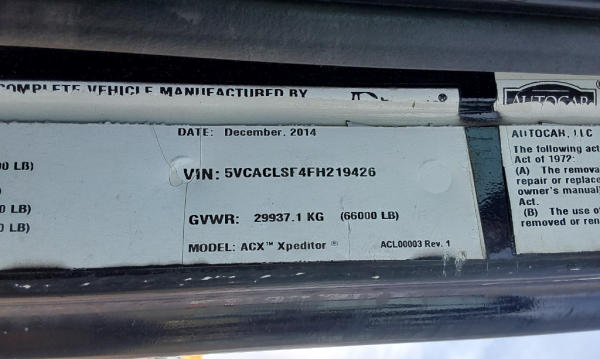 COMPLETE VEHICLE MANUFACTURED BY
AUTOCAR ®
DATE: December, 2014
VIN: 5VCACLSF4FH219426
GVWR: 29937.1 KG (66000 LB)
MODEL: ACX™ Xpeditor ®
ACL00003 Rev. 1
00 LB)
LB)
0 LB)
0 LB)
AUTOCAR, LLC
The following act
Act of 1972:
(A) The remova
repair or replace
owner's manual
Act.
(B) The use of
removed or ren